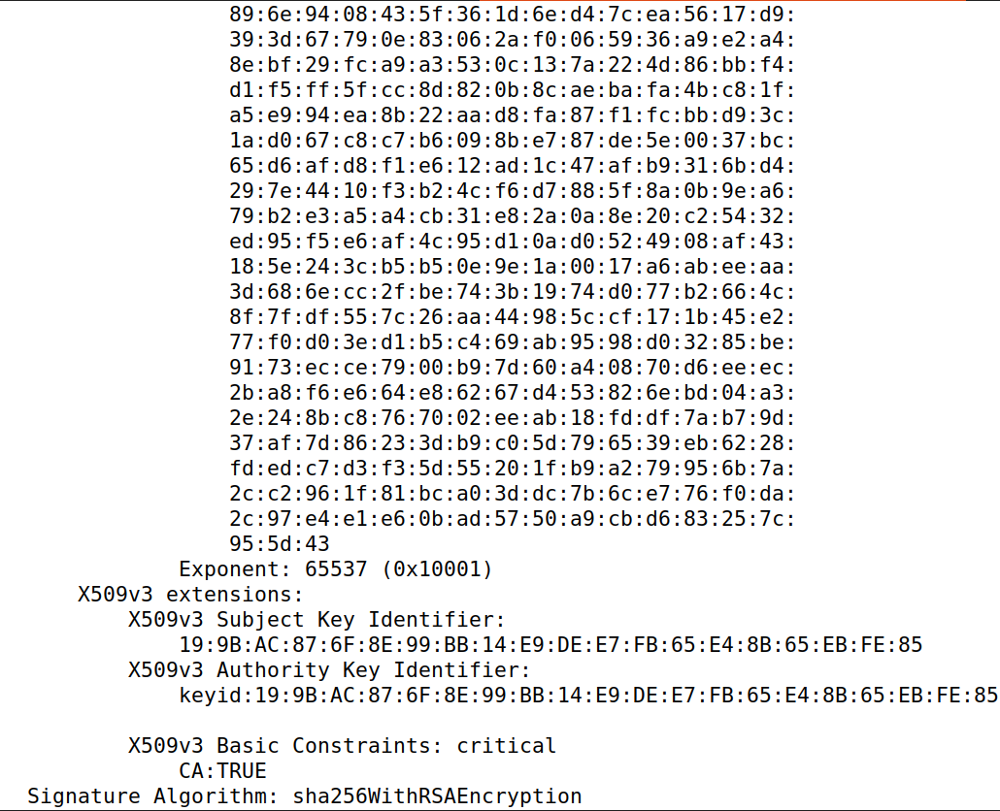 89:6e:94:08:43:5f:36:1d:6e:d4:7c:ea:56:17:d9:
39:3d:67:79:0e:83:06:2a:f0:06:59:36:a9:e2:a4:
8e:bf:29:fc:a9:a3:53:0c:13:7a:22:4d:86:bb:f4:
d1:f5:ff:5f:cc:8d:82:0b:8c:ae:ba:fa:4b:c8:1f:
a5:e9:94:ea:8b:22:aa:d8:fa:87:f1:fc:bb:d9:3c:
1a:d0:67:c8:c7:b6:09:8b:e7:87:de:5e:00:37:bc:
65:d6:af:d8:f1:e6:12:ad:1c:47:af:b9:31:6b:d4:
29:7e:44:10:f3:b2:4c:f6:d7:88:5f:8a:0b:9e:a6:
79:b2:e3:a5:a4:cb:31:e8:2a:0a:8e:20:c2:54:32:
ed:95:f5:e6:af:4c:95:d1:0a:d0:52:49:08:af:43:
18:5e:24:3c:b5:b5:0e:9e:1a:00:17:a6:ab:ee:aa:
3d:68:6e:cc:2f:be:74:3b:19:74:d0:77:b2:66:4c:
8f:7f:df:55:7c:26:aa:44:98:5c:cf:17:1b:45:e2:
77:f0:d0:3e:d1:b5:c4:69:ab:95:98:d0:32:85:be:
91:73:ec:ce:79:00:b9:7d:60:a4:08:70:d6:ee:ec:
2b:a8:f6:e6:64:e8:62:67:d4:53:82:6e:bd:04:a3:
2e:24:8b:c8:76:70:02:ee:ab:18:fd:df:7a:b7:9d:
37:af:7d:86:23:3d:b9:c0:5d:79:65:39:eb:62:28:
fd:ed:c7:d3:f3:5d:55:20:1f:b9:a2:79:95:6b:7a:
2c:c2:96:1f:81:bc:a0:3d:dc:7b:6c:e7:76:f0:da:
2c:97:e4:e1:e6:0b:ad:57:50:a9:cb:d6:83:25:7c:
95:5d:43
Exponent: 65537 (0x10001)
X509v3 extensions:
X509v3 Subject Key Identifier:
19:9B:AC:87:6F:8E:99:BB:14:E9:DE:E7:FB:65:E4:8B:65:EB:FE:85
X509v3 Authority Key Identifier:
keyid:19:9B:AC:87:6F:8E:99:BB:14:E9:DE:E7:FB:65:E4:8B:65:EB:FE:85
X509v3 Basic Constraints: critical
CA:TRUE
Signature Algorithm: sha256WithRSAEncryption